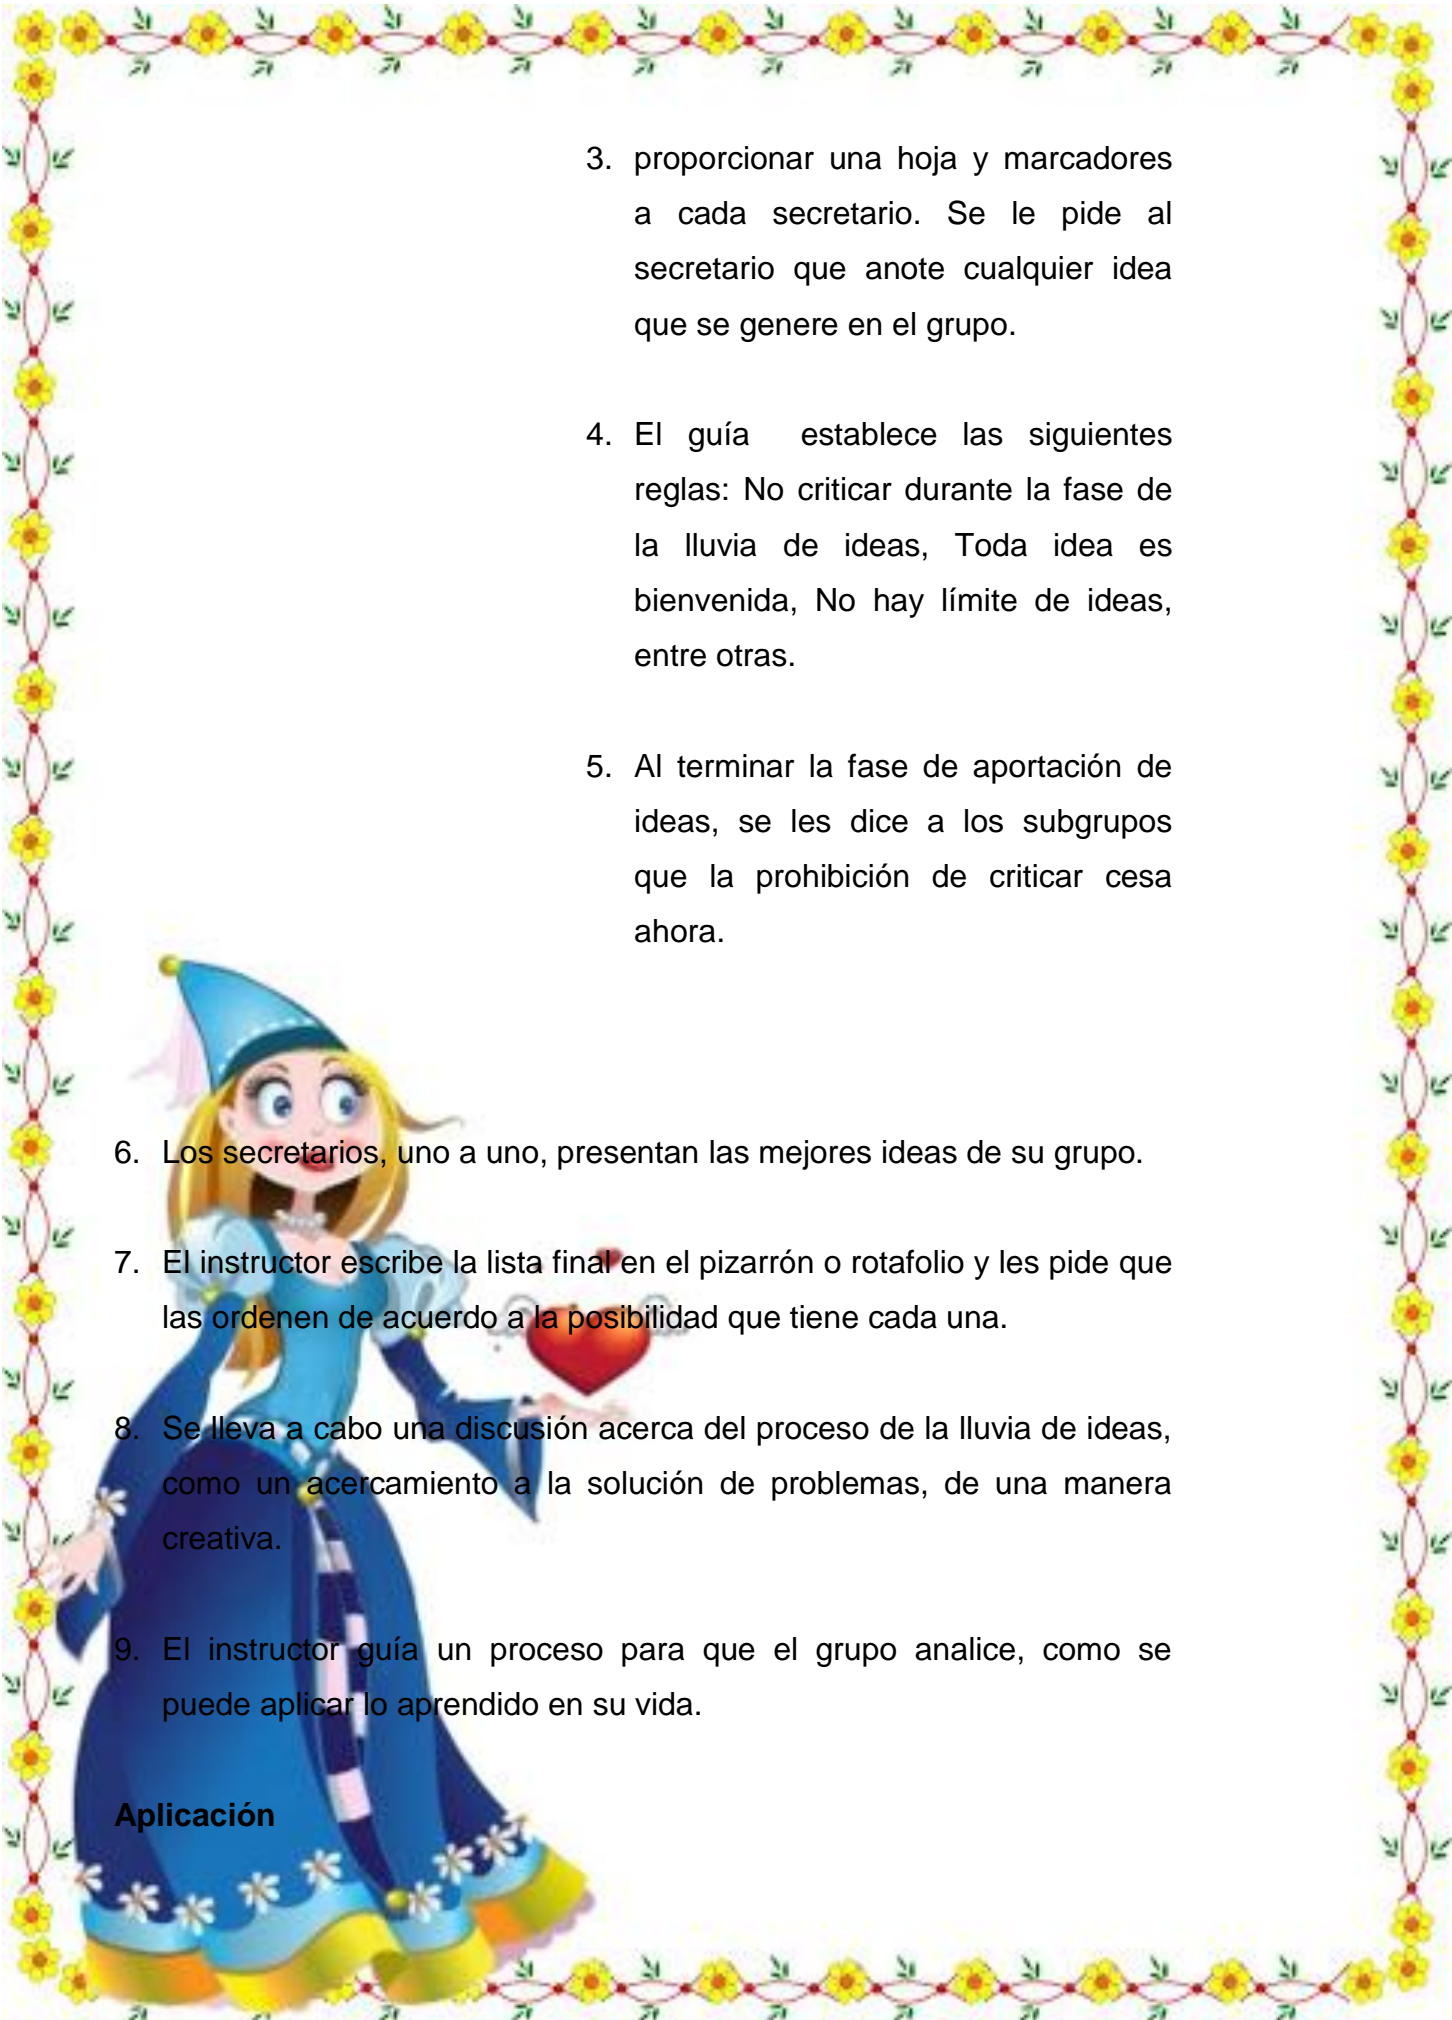 3. proporcionar una hoja y marcadores
a cada secretario. Se le pide al
secretario que anote cualquier idea
que se genere en el grupo.
4. El guía establece las siguientes
reglas: No criticar durante la fase de
la lluvia de ideas, Toda idea es
bienvenida, No hay límite de ideas,
entre otras.
5. Al terminar la fase de aportación de
ideas, se les dice a los subgrupos
que la prohibición de criticar cesa
ahora.
6. Los secretarios, uno a uno, presentan las mejores ideas de su grupo.
7. El instructor escribe la lista final en el pizarrón o rotafolio y les pide que
las ordenen de acuerdo a la posibilidad que tiene cada una.
8. Se lleva a cabo una discusión acerca del proceso de la lluvia de ideas,
como un acercamiento a la solución de problemas, de una manera
creativa.
9. El instructor guía un proceso para que el grupo analice, como se
puede aplicar lo aprendido en su vida.
Aplicación